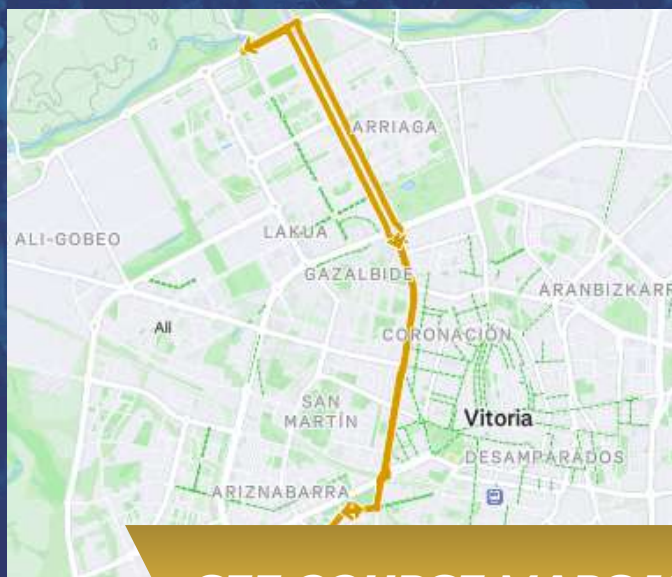 ARRIAGA
LAKUA
ALI-GOBEO
GAZALBIDE
ARANBIZKARR
Ali
CORONACIÓN
SAN
MARTÍN
Vitoria
DESAMPARADOS
ARIZNABARRA